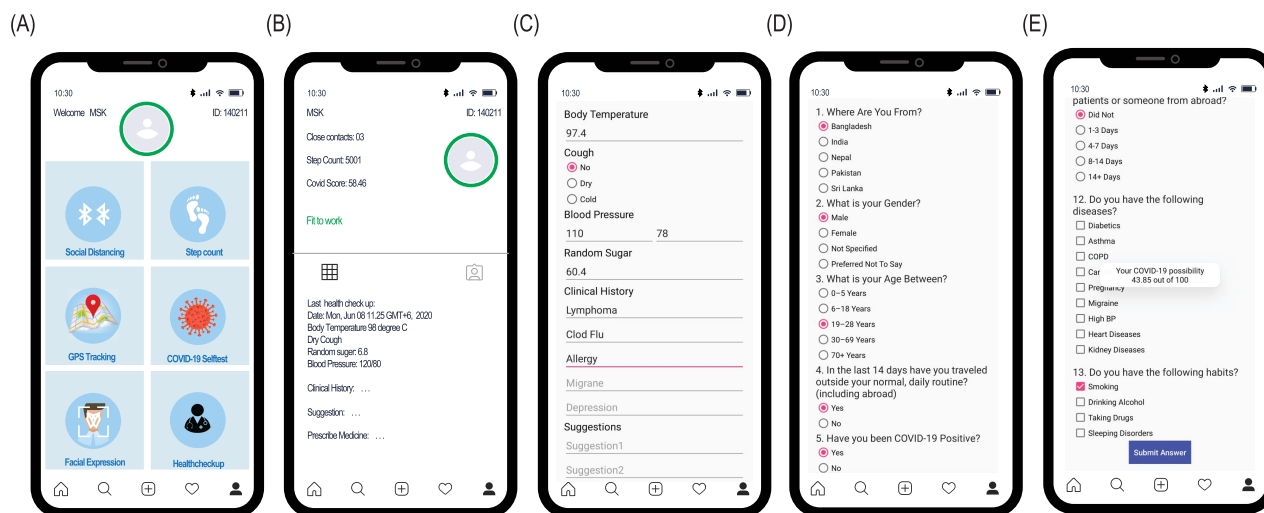 (A)
10:30
Welcome MSK
ID: 140211
Social Distancing
Step count
GPS Tracking
COVID-19 Selftest
Facial Expression
Healthcheckup
(B)
10:30
MSK
ID: 140211
Close contacts: 03
Step Count: 5001
Covid Score: 58.46
Fit to work
Last health check up:
Date: Mon, Jun 08 11.25 GMT+6, 2020
Body Temperature 98 degree C
Dry Cough
Random suger: 6.8
Blood Pressure: 120/80
Clinical History: ...
Suggestion: ...
Prescribe Medicine: ...
(C)
10:30
Body Temperature
97.4
Cough
No
Dry
Cold
Blood Pressure
110 78
Random Sugar
60.4
Clinical History
Lymphoma
Clod Flu
Allergy
Migrane
Depression
Suggestions
Suggestion1
Suggestion2
(D)
10:30
1. Where Are You From?
Bangladesh
India
Nepal
Pakistan
Sri Lanka
2. What is your Gender?
Male
Female
Not Specified
Preferred Not To Say
3. What is your Age Between?
0–5 Years
6–18 Years
19–28 Years
30–69 Years
70+ Years
4. In the last 14 days have you traveled
outside your normal, daily routine?
(including abroad)
Yes
No
5. Have you been COVID-19 Positive?
Yes
No
(E)
10:30
patients or someone from abroad?
Did Not
1-3 Days
4-7 Days
8-14 Days
14+ Days
12. Do you have the following
diseases?
Diabetics
Asthma
COPD
Car
Your COVID-19 possibility
43.85 out of 100
Pregnancy
Migraine
High BP
Heart Diseases
Kidney Diseases
13. Do you have the following habits?
Smoking
Drinking Alcohol
Taking Drugs
Sleeping Disorders
Submit Answer